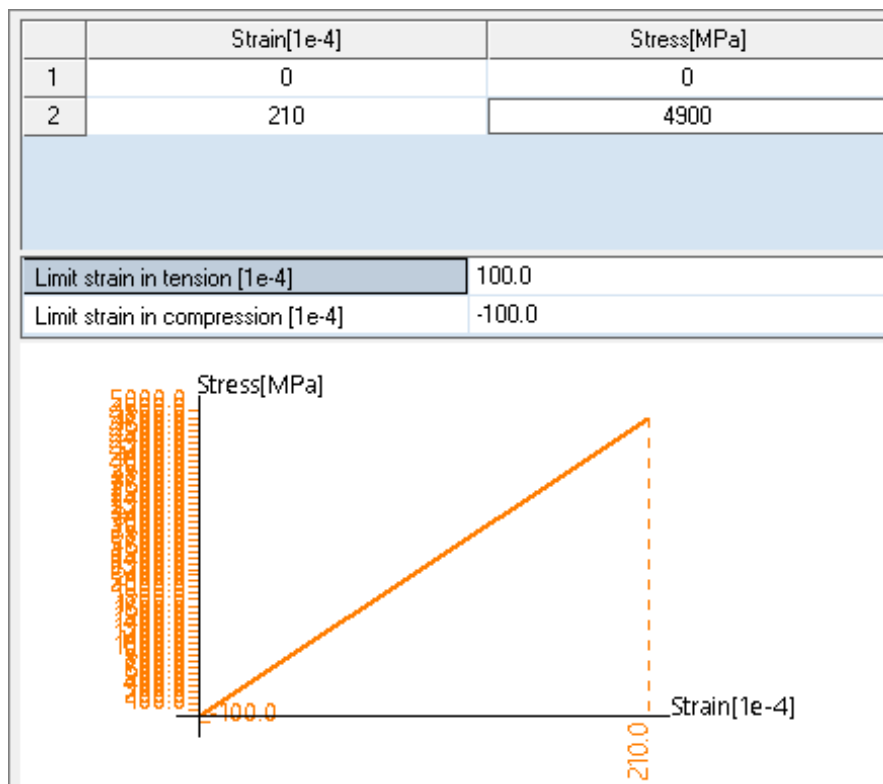 Strain[1e-4] Stress[MPa]
1 0 0
2 210 4900
Limit strain in tension [1e-4] 100.0
Limit strain in compression [1e-4] -100.0
Stress[MPa]
-100.0
Strain[1e-4]
210.0